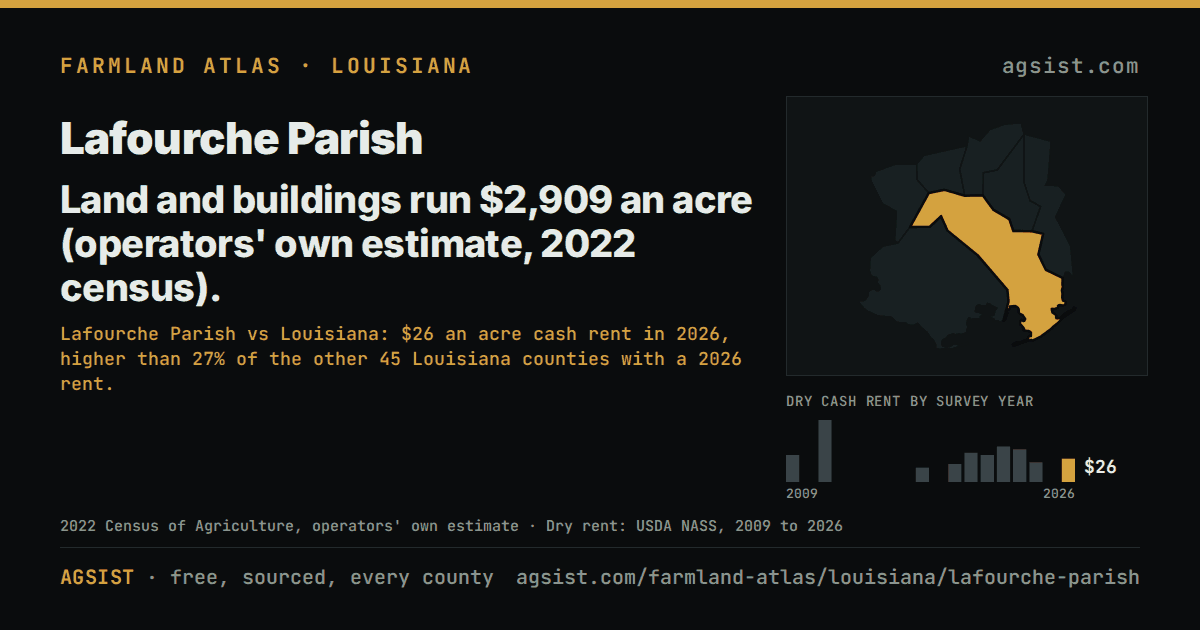 FARMLAND ATLAS · LOUISIANA
agsist.com
Lafourche Parish
Land and buildings run $2,909 an acre
(operators' own estimate, 2022
census).
Lafourche Parish vs Louisiana: $26 an acre cash rent in 2026,
higher than 27% of the other 45 Louisiana counties with a 2026
rent.
DRY CASH RENT BY SURVEY YEAR
$26
2009 2026
2022 Census of Agriculture, operators' own estimate · Dry rent: USDA NASS, 2009 to 2026
AGSIST · free, sourced, every county agsist.com/farmland-atlas/louisiana/lafourche-parish